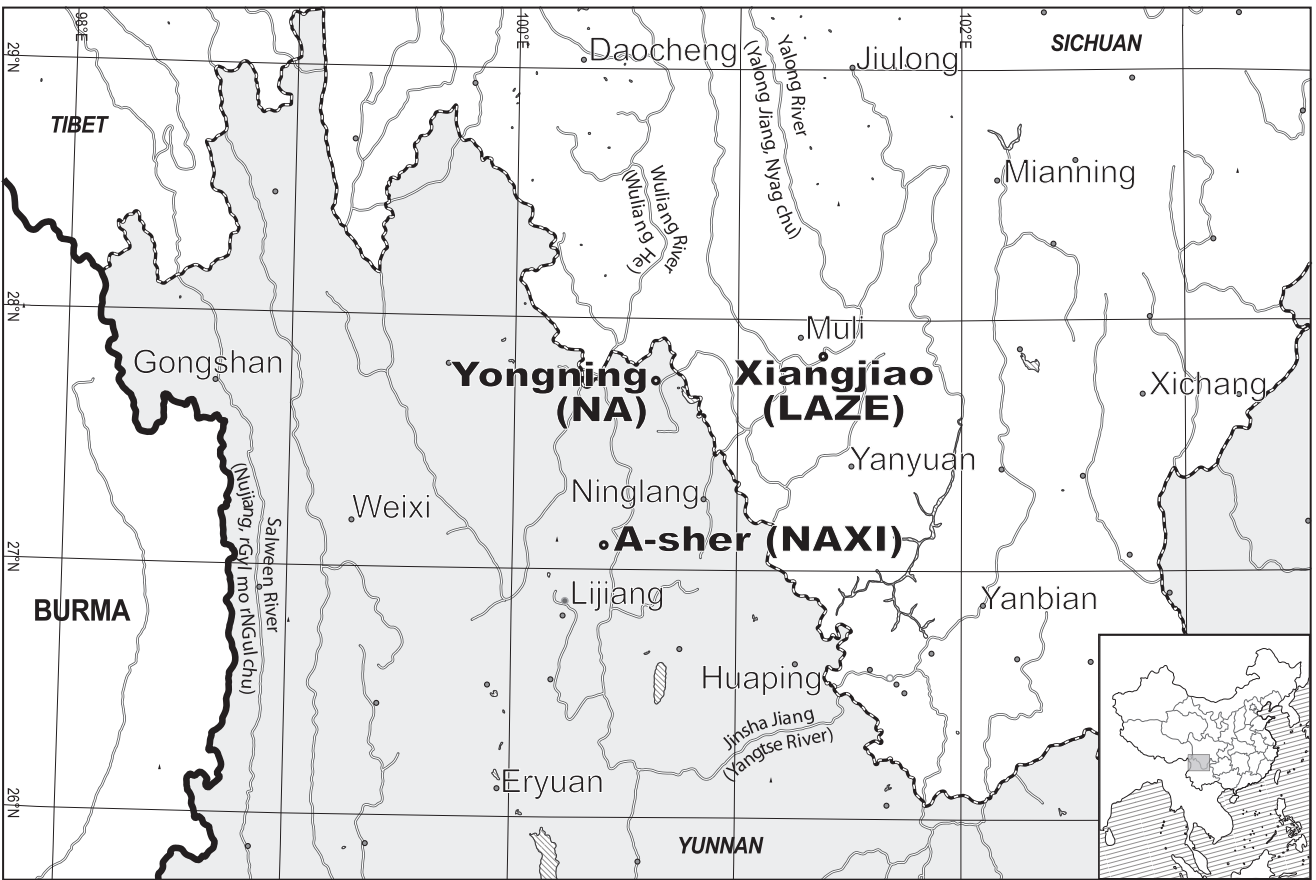 98°E
100°E
102°E
29°N
Daocheng
Jiulong
SICHUAN
Yalong River
(Yalong Jiang, Nyag chu)
TIBET
Mianning
Wuliang River
(Wuliang He)
28°N
Muli
Gongshan
Yongning
(NA)
Xiangjiao
(LAZE)
Xichang
Yanyuan
Ninglang
Weixi
Salween River
(Nujiang, rGyl mo rNGul chu)
A-sher (NAXI)
27°N
Lijiang
Yanbian
BURMA
Huaping
Jinsha Jiang
(Yangtse River)
Eryuan
26°N
YUNNAN